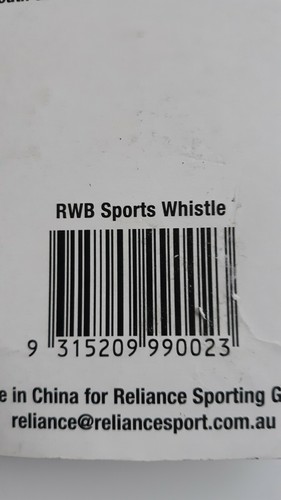 RWB Sports Whistle
9 315209 990023
in China for Reliance Sporting
reliance@reliancesport.com.au